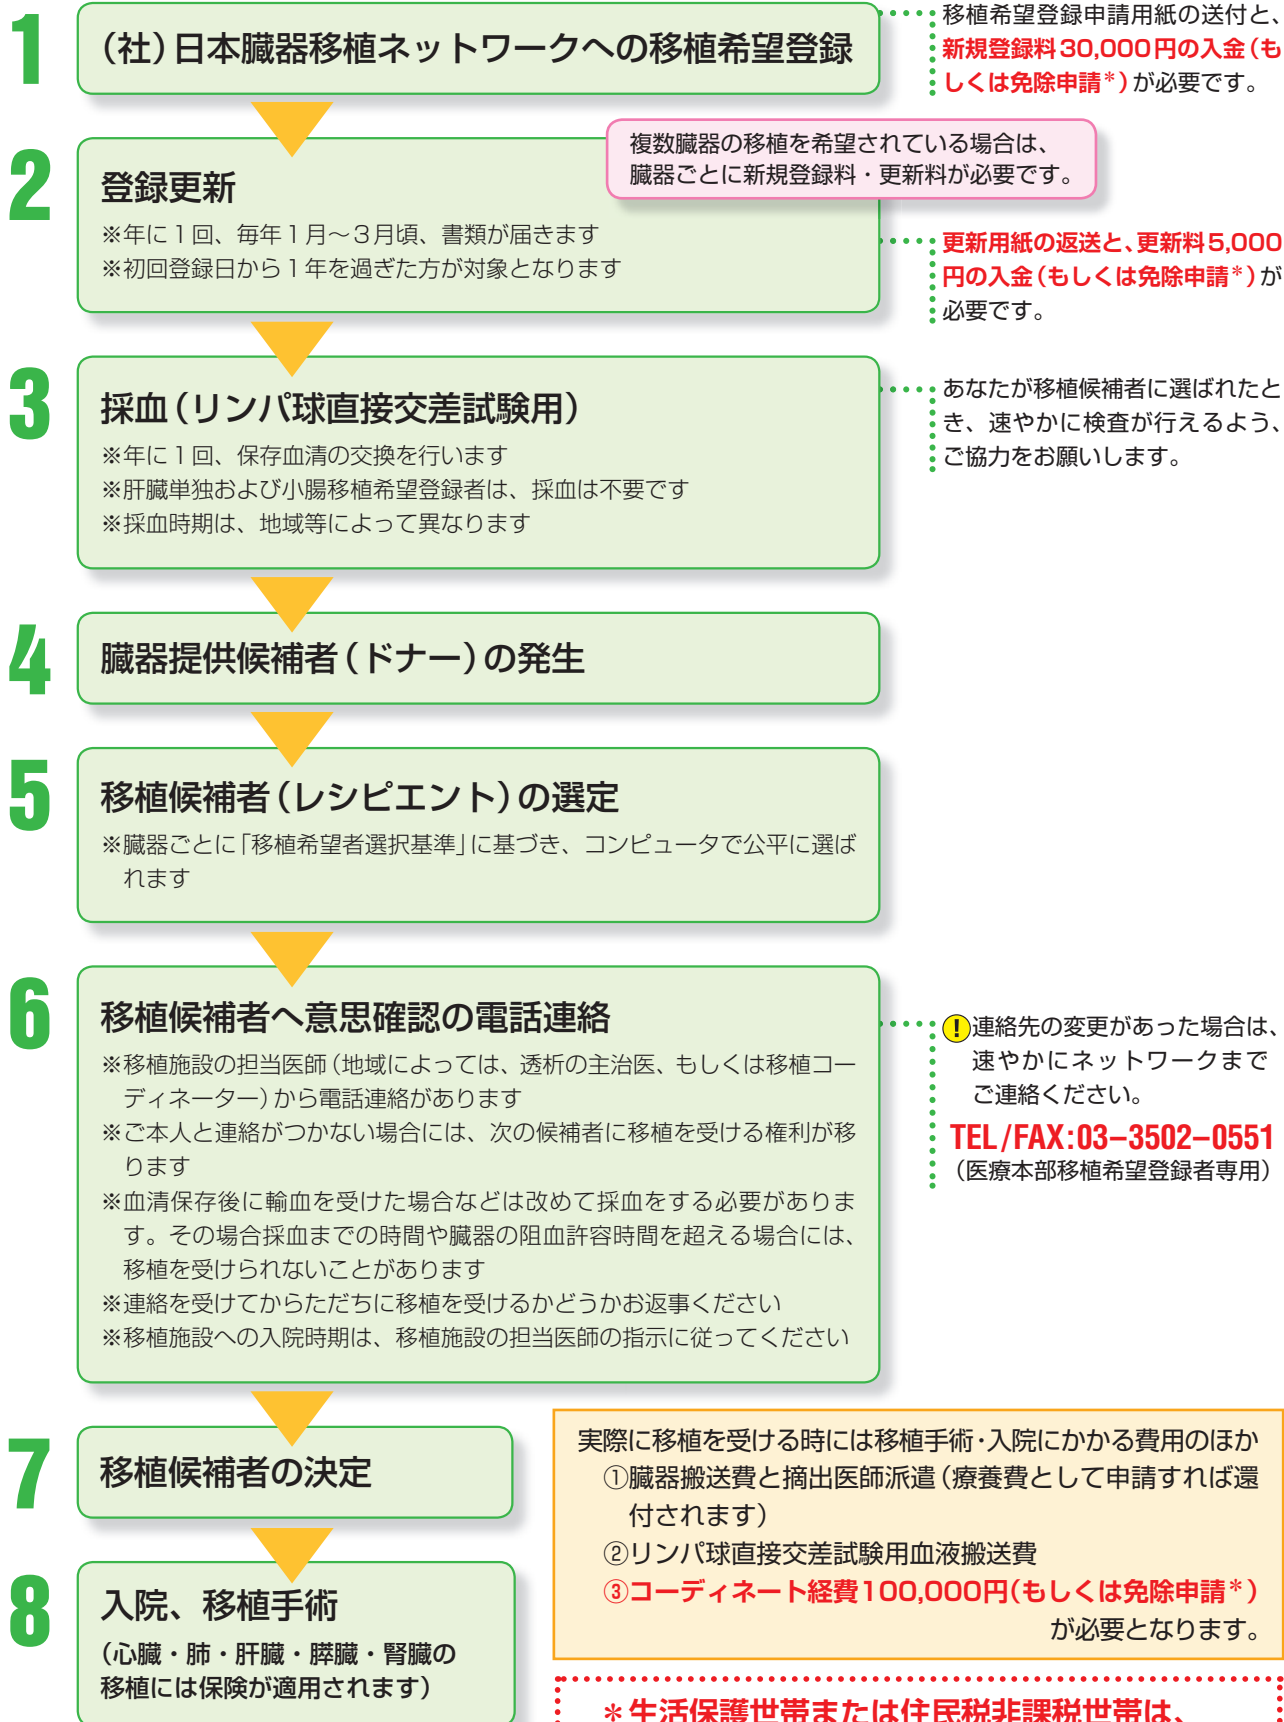 1
(社)日本臓器移植ネットワークへの移植希望登録
移植希望登録申請用紙の送付と、
新規登録料30,000円の入金(も
しくは免除申請*)が必要です。
2
複数臓器の移植を希望されている場合は、
臓器ごとに新規登録料・更新料が必要です。
登録更新
※年に1回、毎年1月～3月頃、書類が届きます
※初回登録日から1年を過ぎた方が対象となります
更新用紙の返送と、更新料5,000
円の入金(もしくは免除申請*)が
必要です。
3
採血(リンパ球直接交差試験用)
※年に1回、保存血清の交換を行います
※肝臓単独および小腸移植希望登録者は、採血は不要です
※採血時期は、地域等によって異なります
あなたが移植候補者に選ばれたと
き、速やかに検査が行えるよう、
ご協力をお願いします。
4
臓器提供候補者(ドナー)の発生
5
移植候補者(レシピエント)の選定
※臓器ごとに「移植希望者選択基準」に基づき、コンピュータで公平に選ば
れます
6
移植候補者へ意思確認の電話連絡
※移植施設の担当医師(地域によっては、透析の主治医、もしくは移植コー
ディネーター)から電話連絡があります
※ご本人と連絡がつかない場合には、次の候補者に移植を受ける権利が移
ります
※血清保存後に輸血を受けた場合などは改めて採血をする必要がありま
す。その場合採血までの時間や臓器の阻血許容時間を超える場合には、
移植を受けられないことがあります
※連絡を受けてからただちに移植を受けるかどうかお返事ください
※移植施設への入院時期は、移植施設の担当医師の指示に従ってください
!連絡先の変更があった場合は、
速やかにネットワークまで
ご連絡ください。
TEL/FAX:03-3502-0551
(医療本部移植希望登録者専用)
7
移植候補者の決定
8
入院、移植手術
(心臓・肺・肝臓・膵臓・腎臓の
移植には保険が適用されます)
実際に移植を受ける時には移植手術・入院にかかる費用のほか
①臓器搬送費と摘出医師派遣(療養費として申請すれば還
付されます)
②リンパ球直接交差試験用血液搬送費
③コーディネート経費100,000円(もしくは免除申請*)
が必要となります。
*生活保護世帯または住民税非課税世帯は、